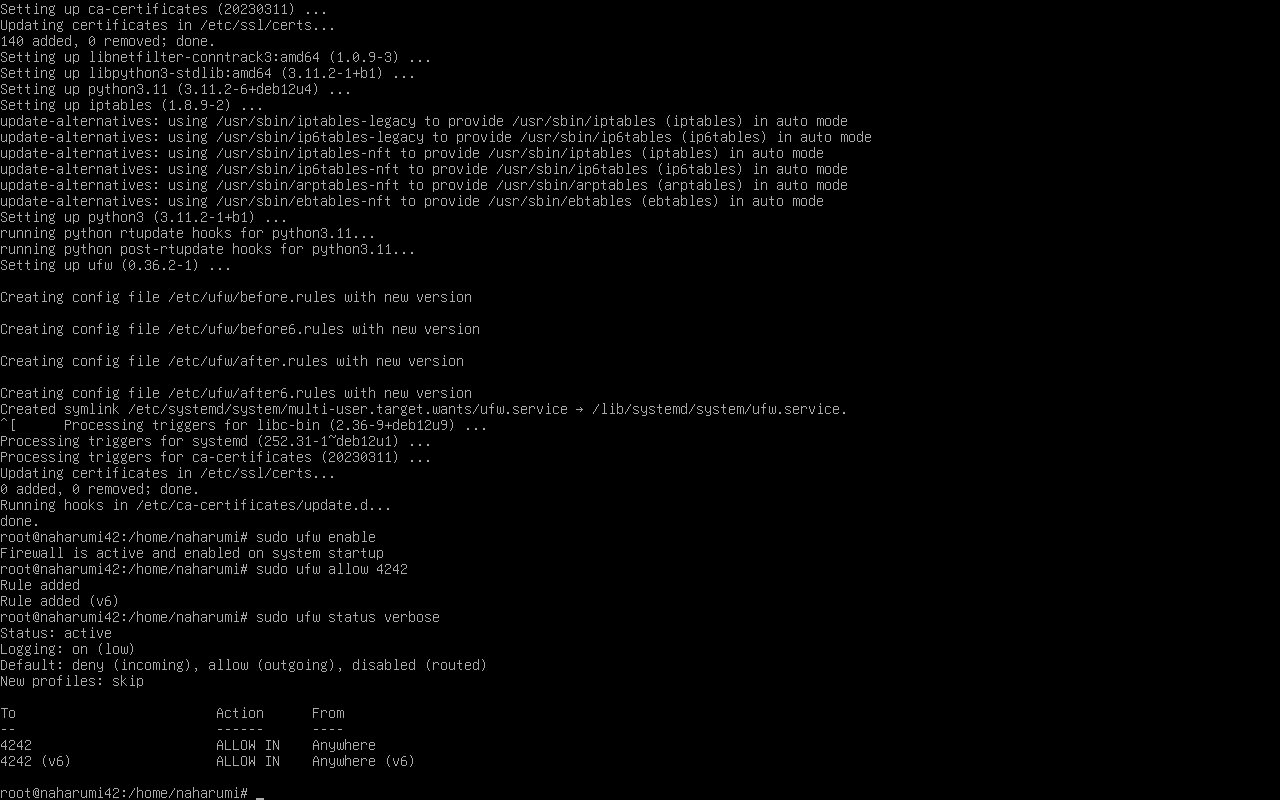 Setting up ca-certificates (20230311) ...
Updating certificates in /etc/ssl/certs...
140 added, 0 removed; done.
Setting up libnetfilter-conntrack3:amd64 (1.0.9-3) ...
Setting up libpython3-stdlib:amd64 (3.11.2-1+b1) ...
Setting up python3.11 (3.11.2-6+deb12u4) ...
Setting up iptables (1.8.9-2) ...
update-alternatives: using /usr/sbin/iptables-legacy to provide /usr/sbin/iptables (iptables) in auto mode
update-alternatives: using /usr/sbin/ip6tables-legacy to provide /usr/sbin/ip6tables (ip6tables) in auto mode
update-alternatives: using /usr/sbin/iptables-nft to provide /usr/sbin/iptables (iptables) in auto mode
update-alternatives: using /usr/sbin/ip6tables-nft to provide /usr/sbin/ip6tables (ip6tables) in auto mode
update-alternatives: using /usr/sbin/arptables-nft to provide /usr/sbin/arptables (arptables) in auto mode
update-alternatives: using /usr/sbin/ebtables-nft to provide /usr/sbin/ebtables (ebtables) in auto mode
Setting up python3 (3.11.2-1+b1) ...
running python rtupdate hooks for python3.11...
running python post-rtupdate hooks for python3.11...
Setting up ufw (0.36.2-1) ...

Creating config file /etc/ufw/before.rules with new version

Creating config file /etc/ufw/before6.rules with new version

Creating config file /etc/ufw/after.rules with new version

Creating config file /etc/ufw/after6.rules with new version
Created symlink /etc/systemd/system/multi-user.target.wants/ufw.service → /lib/systemd/system/ufw.service.
^[      Processing triggers for libc-bin (2.36-9+deb12u9) ...
Processing triggers for systemd (252.31-1~deb12u1) ...
Processing triggers for ca-certificates (20230311) ...
Updating certificates in /etc/ssl/certs...
0 added, 0 removed; done.
Running hooks in /etc/ca-certificates/update.d...
done.
root@naharumi42:/home/naharumi# sudo ufw enable
Firewall is active and enabled on system startup
root@naharumi42:/home/naharumi# sudo ufw allow 4242
Rule added
Rule added (v6)
root@naharumi42:/home/naharumi# sudo ufw status verbose
Status: active
Logging: on (low)
Default: deny (incoming), allow (outgoing), disabled (routed)
New profiles: skip

To                         Action      From
--                         ------      ----
4242                       ALLOW IN    Anywhere
4242 (v6)                  ALLOW IN    Anywhere (v6)

root@naharumi42:/home/naharumi# _